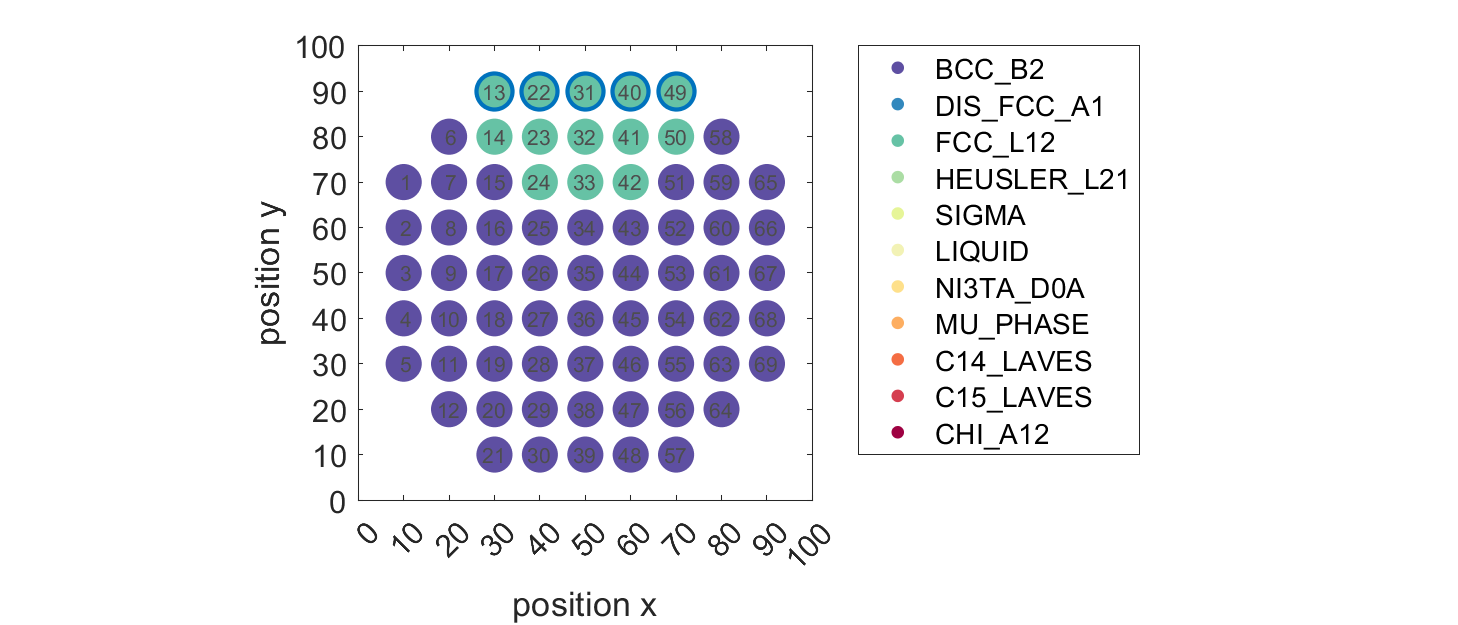 100
90
80
70
60
50
40
30
20
10
0
position y
13 22 31 40 49
6 14 23 32 41 50 58
1 7 15 24 33 42 51 59 65
2 8 16 25 34 43 52 60 66
3 9 17 26 35 44 53 61 67
4 10 18 27 36 45 54 62 68
5 11 19 28 37 46 55 63 69
12 20 29 38 47 56 64
21 30 39 48 57
0 10 20 30 40 50 60 70 80 90 100
position x
BCC_B2
DIS_FCC_A1
FCC_L12
HEUSLER_L21
SIGMA
LIQUID
NI3TA_D0A
MU_PHASE
C14_LAVES
C15_LAVES
CHI_A12